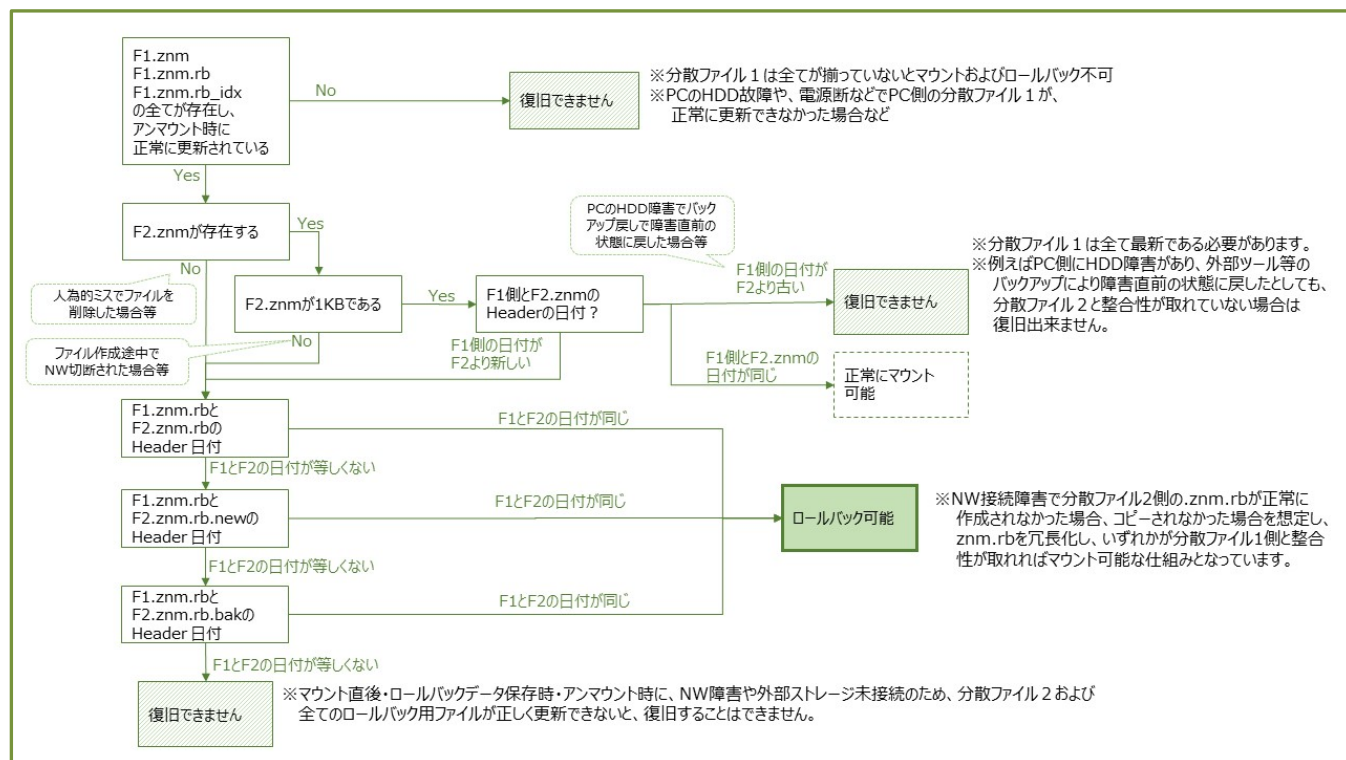 F1.znm
F1.znm.rb
F1.znm.rb_idx
の全てが存在し、
アンマウント時に
正常に更新されている
No
復旧できません
※分散ファイル１は全てが揃っていないとマウントおよびロールバック不可
※PCのHDD故障や、電源断などでPC側の分散ファイル１が、
正常に更新できなかった場合など
Yes
F2.znmが存在する
Yes
No
人為的ミスでファイルを
削除した場合等
F2.znmが1KBである
Yes
No
ファイル作成途中で
NW切断された場合等
F1側とF2.znmの
Headerの日付？
F1側の日付が
F2より新しい
PCのHDD障害でバック
アップ戻しで障害直前の
状態に戻した場合等
F1側の日付が
F2より古い
復旧できません
※分散ファイル１は全て最新である必要があります。
※例えばPC側にHDD障害があり、外部ツール等の
バックアップにより障害直前の状態に戻したとしても、
分散ファイル２と整合性が取れていない場合は
復旧出来ません。
F1側とF2.znmの
日付が同じ
正常にマウント
可能
F1.znm.rbと
F2.znm.rbの
Header 日付
F1とF2の日付が同じ
F1とF2の日付が等しくない
F1.znm.rbと
F2.znm.rb.newの
Header 日付
F1とF2の日付が同じ
ロールバック可能
※NW接続障害で分散ファイル2側の.znm.rbが正常に
作成されなかった場合、コピーされなかった場合を想定し、
znm.rbを冗長化し、いずれかが分散ファイル1側と整合
性が取れればマウント可能な仕組みとなっています。
F1とF2の日付が等しくない
F1.znm.rbと
F2.znm.rb.bakの
Header 日付
F1とF2の日付が同じ
F1とF2の日付が等しくない
復旧できません
※マウント直後・ロールバックデータ保存時・アンマウント時に、NW障害や外部ストレージ未接続のため、分散ファイル２および
全てのロールバック用ファイルが正しく更新できないと、復旧することはできません。